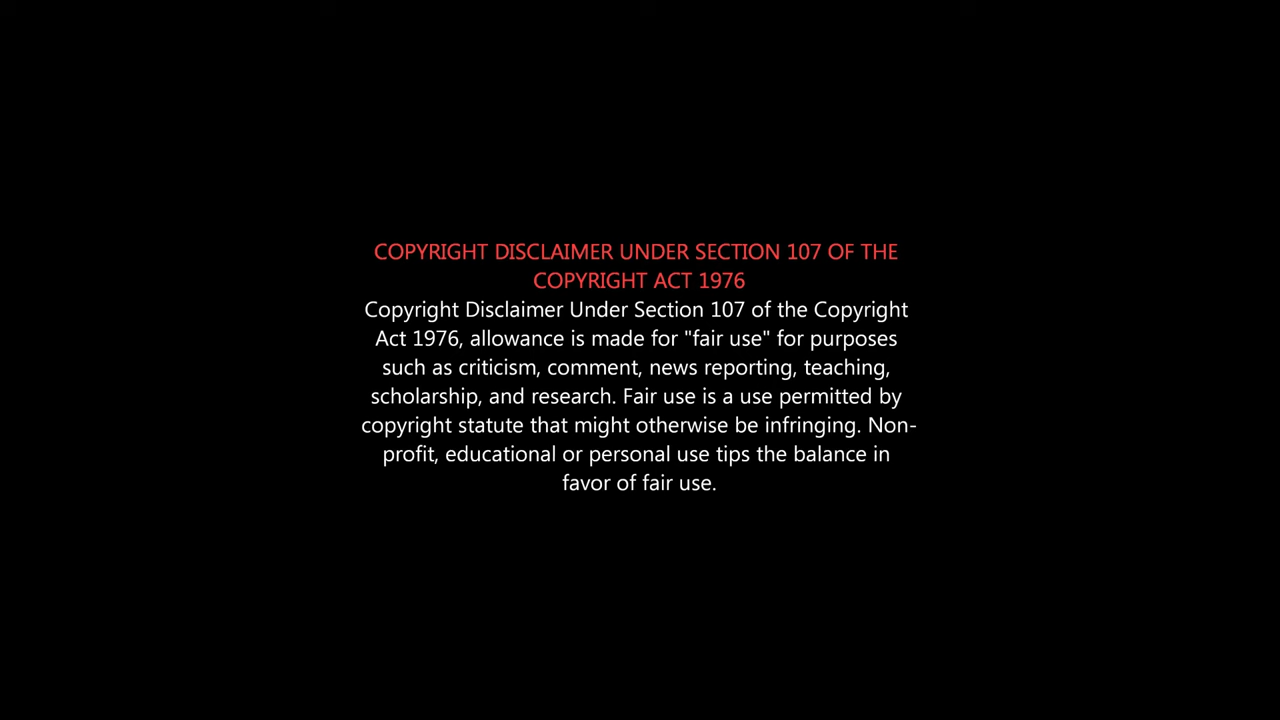 COPYRIGHT DISCLAIMER UNDER SECTION 107 OF THE
COPYRIGHT ACT 1976
Copyright Disclaimer Under Section 107 of the Copyright
Act 1976, allowance is made for "fair use" for purposes
such as criticism, comment, news reporting, teaching,
scholarship, and research. Fair use is a use permitted by
copyright statute that might otherwise be infringing. Non-
profit, educational or personal use tips the balance in
favor of fair use.